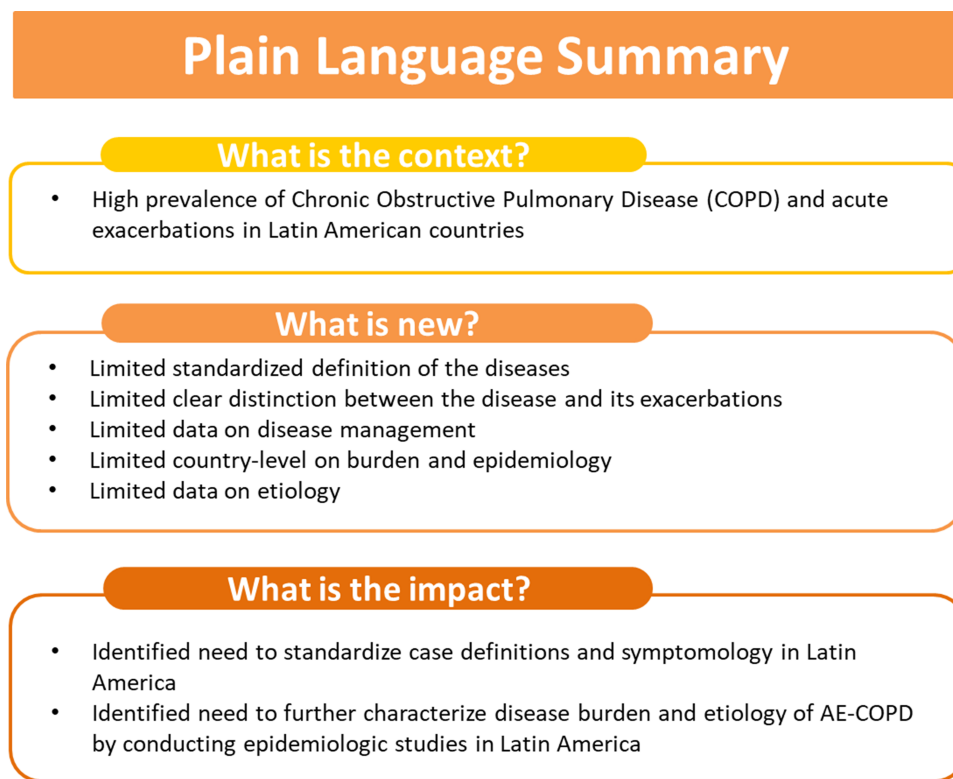 Plain Language Summary
What is the context?
• High prevalence of Chronic Obstructive Pulmonary Disease (COPD) and acute
exacerbations in Latin American countries
What is new?
• Limited standardized definition of the diseases
• Limited clear distinction between the disease and its exacerbations
• Limited data on disease management
• Limited country-level on burden and epidemiology
• Limited data on etiology
What is the impact?
• Identified need to standardize case definitions and symptomology in Latin
America
• Identified need to further characterize disease burden and etiology of AE-COPD
by conducting epidemiologic studies in Latin America